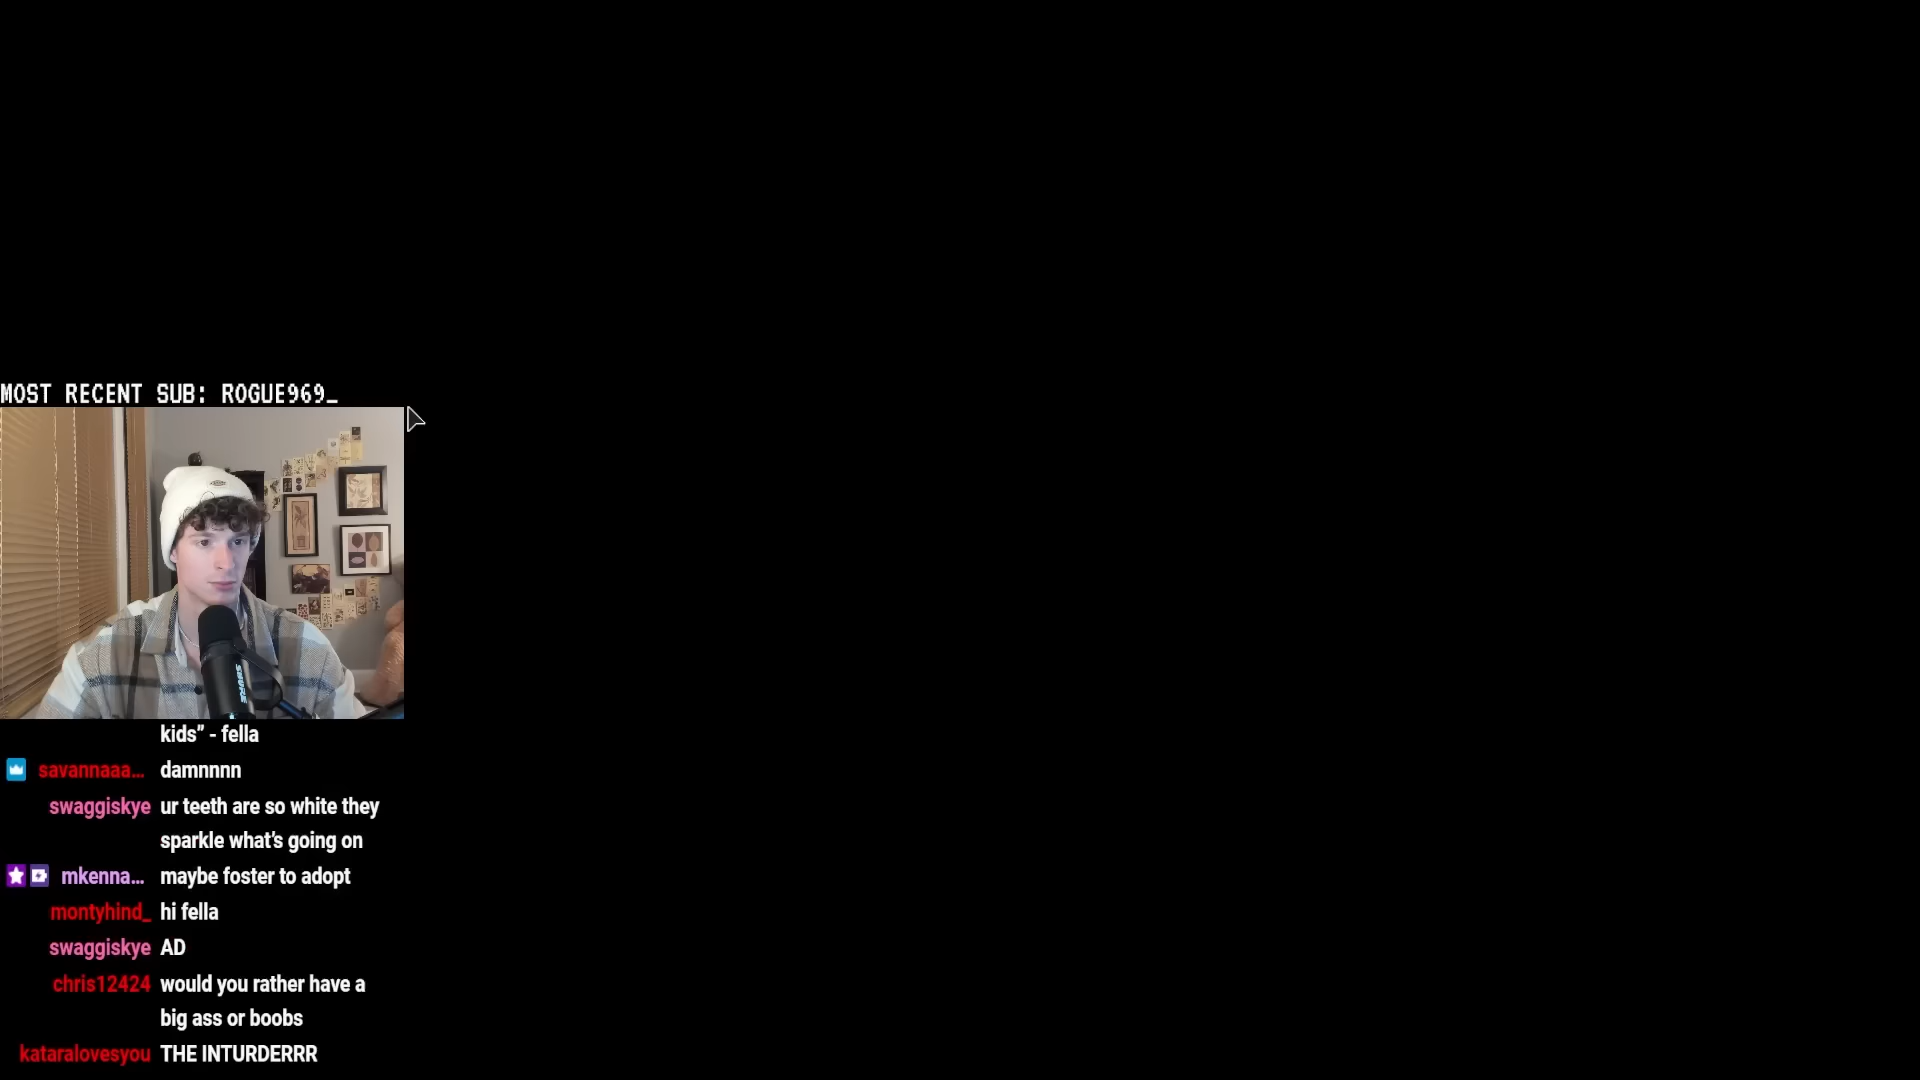 MOST RECENT SUB: ROGUE969_
SHURE
kids” - fella
savannaaa... damnnnn
swaggiskye ur teeth are so white they
sparkle what's going on
mkenna... maybe foster to adopt
montyhind_ hi fella
swaggiskye AD
chris12424 would you rather have a
big ass or boobs
kataralovesyou THE INTURDERRR